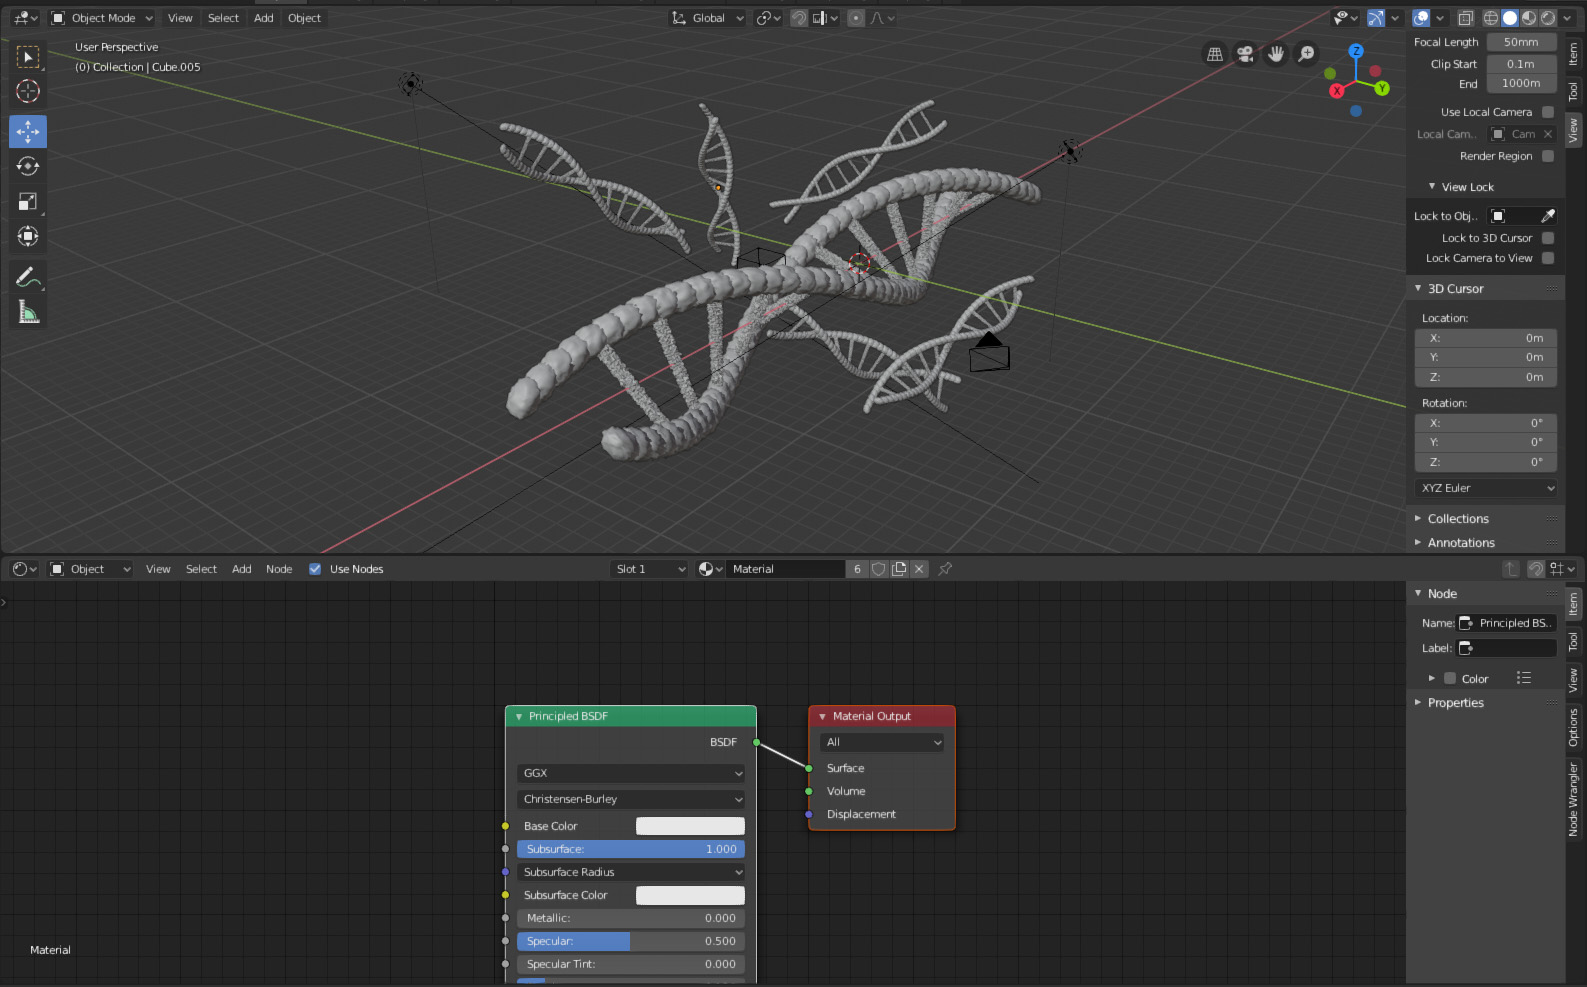 Object Mode View Select Add Object Global
User Perspective
(0) Collection | Cube.005
Z
X
Y
Focal Length 50mm
Clip Start 0.1m
End 1000m
Use Local Camera
Local Cam.. Cam
Render Region
View Lock
Lock to Obj..
Lock to 3D Cursor
Lock Camera to View
3D Cursor
Location:
X: 0m
Y: 0m
Z: 0m
Rotation:
X: 0°
Y: 0°
Z: 0°
XYZ Euler
Collections
Annotations
Item
Tool
View
Object View Select Add Node Use Nodes Slot 1 Material 6
Principled BSDF
BSDF
GGX
Christensen-Burley
Base Color
Subsurface: 1.000
Subsurface Radius
Subsurface Color
Metallic: 0.000
Specular: 0.500
Specular Tint: 0.000
Material Output
All
Surface
Volume
Displacement
Material
Node
Name: Principled BS..
Label:
Color
Properties
Item
Tool
View
Options
Node Wrangler